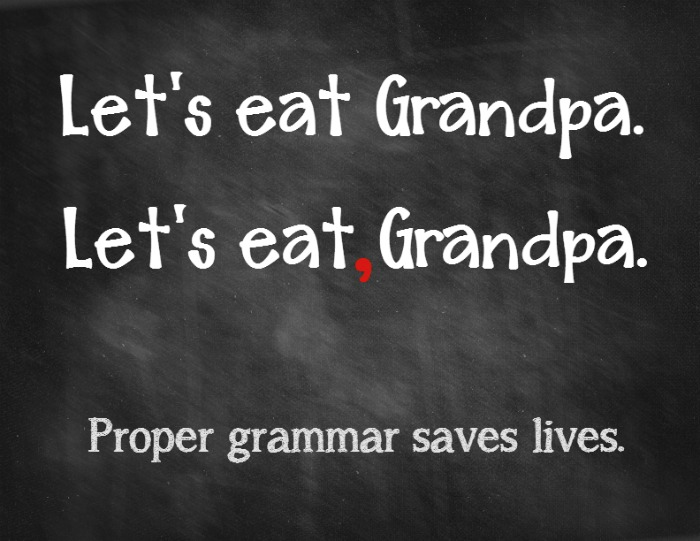 Let's eat Grandpa.
Let's eat, Grandpa.
Proper grammar saves lives.